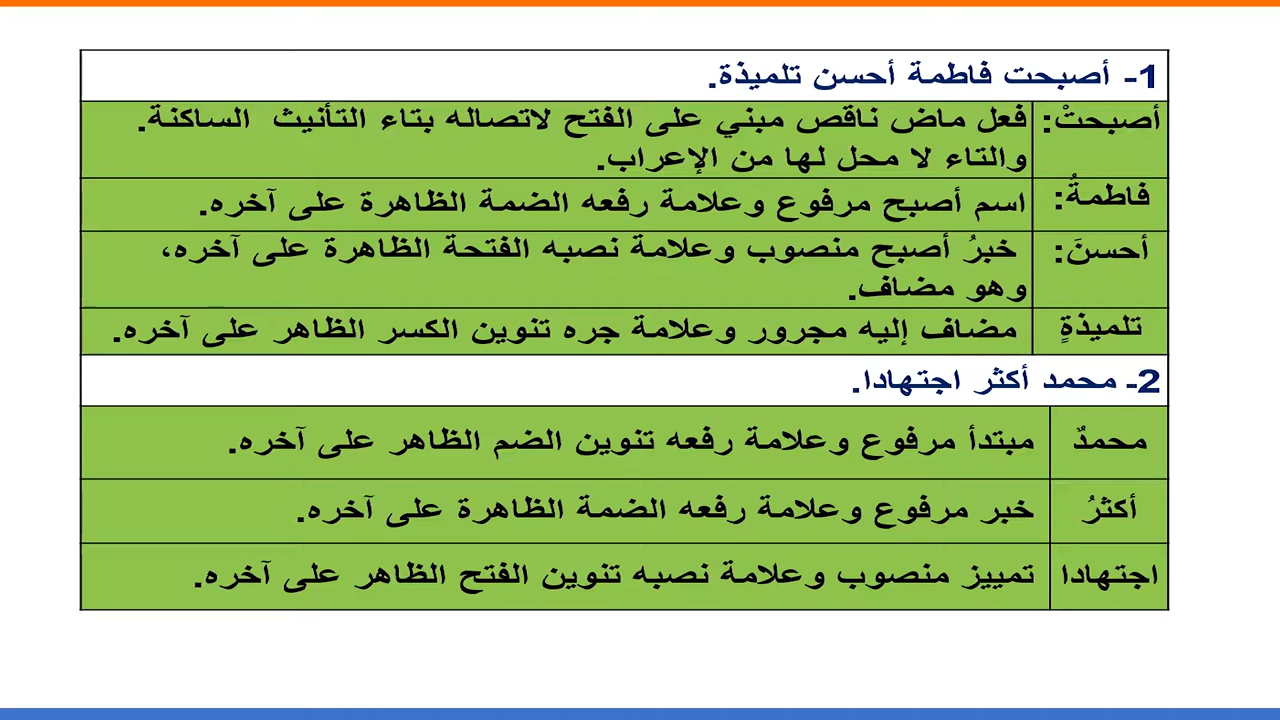 1- أصبحت فاطمة أحسن تلميذة.
أصبحتْ: فعل ماض ناقص مبني على الفتح لاتصاله بتاء التأنيث الساكنة.
والتاء لا محل لها من الإعراب.
فاطمةُ: اسم أصبح مرفوع وعلامة رفعه الضمة الظاهرة على آخره.
أحسنَ: خبرُ أصبح منصوب وعلامة نصبه الفتحة الظاهرة على آخره،
وهو مضاف.
تلميذةٍ مضاف إليه مجرور وعلامة جره تنوين الكسر الظاهر على آخره.
2- محمد أكثر اجتهادا.
محمدٌ مبتدأ مرفوع وعلامة رفعه تنوين الضم الظاهر على آخره.
أكثرُ خبر مرفوع وعلامة رفعه الضمة الظاهرة على آخره.
اجتهادا تمييز منصوب وعلامة نصبه تنوين الفتح الظاهر على آخره.